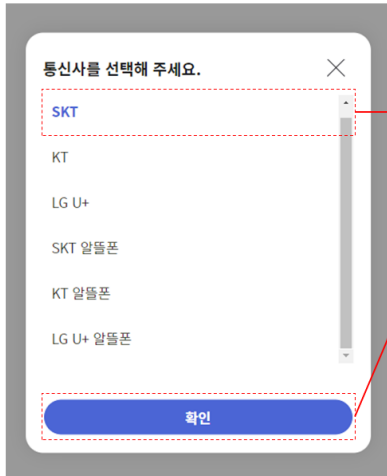 통신사를 선택해 주세요.
SKT
KT
LG U+
SKT 알뜰폰
KT 알뜰폰
LG U+ 알뜰폰
확인